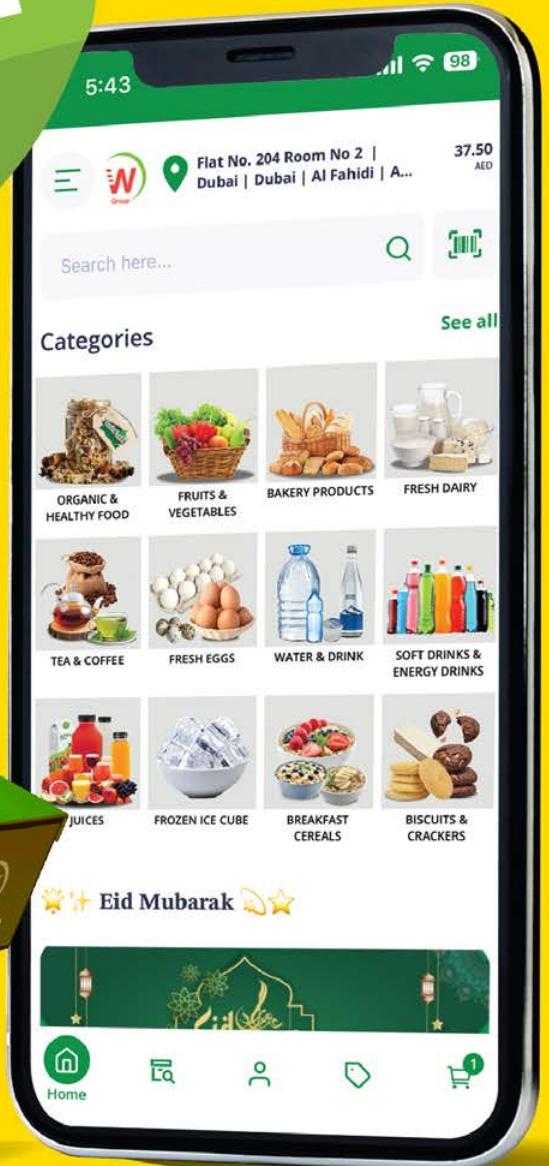 5:43
98
W
Group
Flat No. 204 Room No 2 |
Dubai | Dubai | Al Fahidi | A...
37.50
AED
Search here...
Categories
See all
ORGANIC &
HEALTHY FOOD
FRUITS &
VEGETABLES
BAKERY PRODUCTS
FRESH DAIRY
TEA & COFFEE
FRESH EGGS
WATER & DRINK
SOFT DRINKS &
ENERGY DRINKS
JUICES
FROZEN ICE CUBE
BREAKFAST
CEREALS
BISCUITS &
CRACKERS
Eid Mubarak
Eid
Home
1